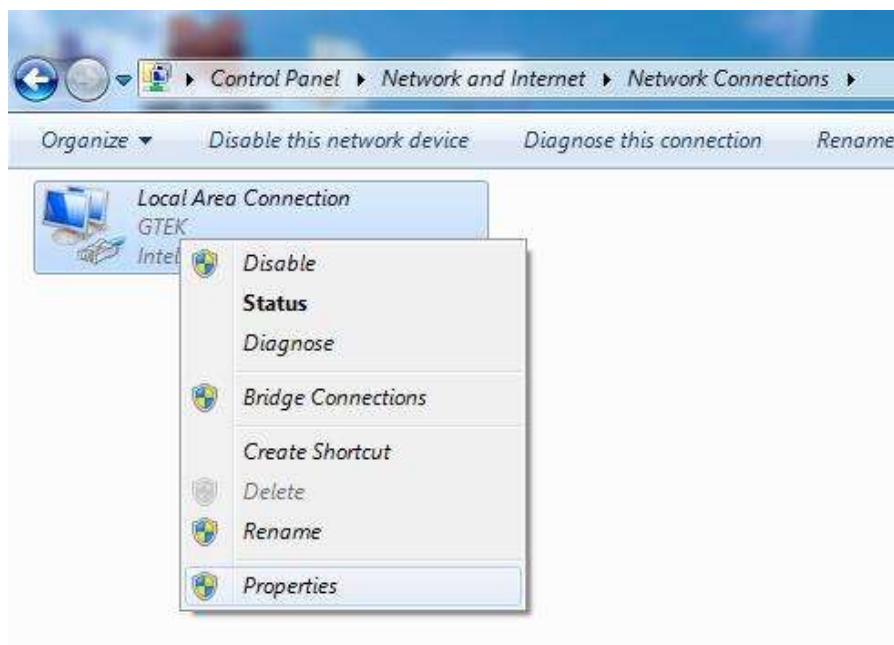 Control Panel Network and Internet Network Connections
Organize Disable this network device Diagnose this connection Rename
Local Area Connection
GTEK
Intel
Disable
Status
Diagnose
Bridge Connections
Create Shortcut
Delete
Rename
Properties